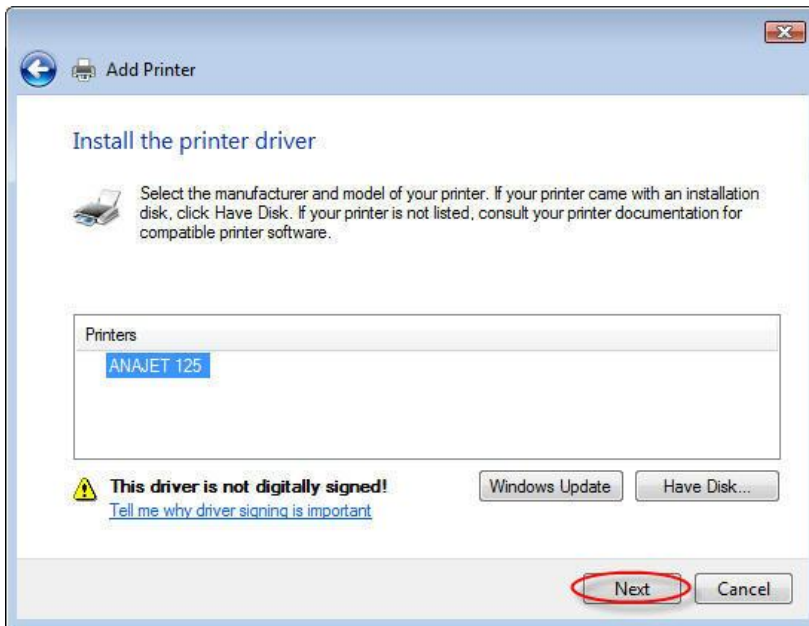 Add Printer
Install the printer driver
Select the manufacturer and model of your printer. If your printer came with an installation
disk, click Have Disk. If your printer is not listed, consult your printer documentation for
compatible printer software.
Printers
ANAJET 125
This driver is not digitally signed!
Tell me why driver signing is important
Windows Update
Have Disk...
Next
Cancel